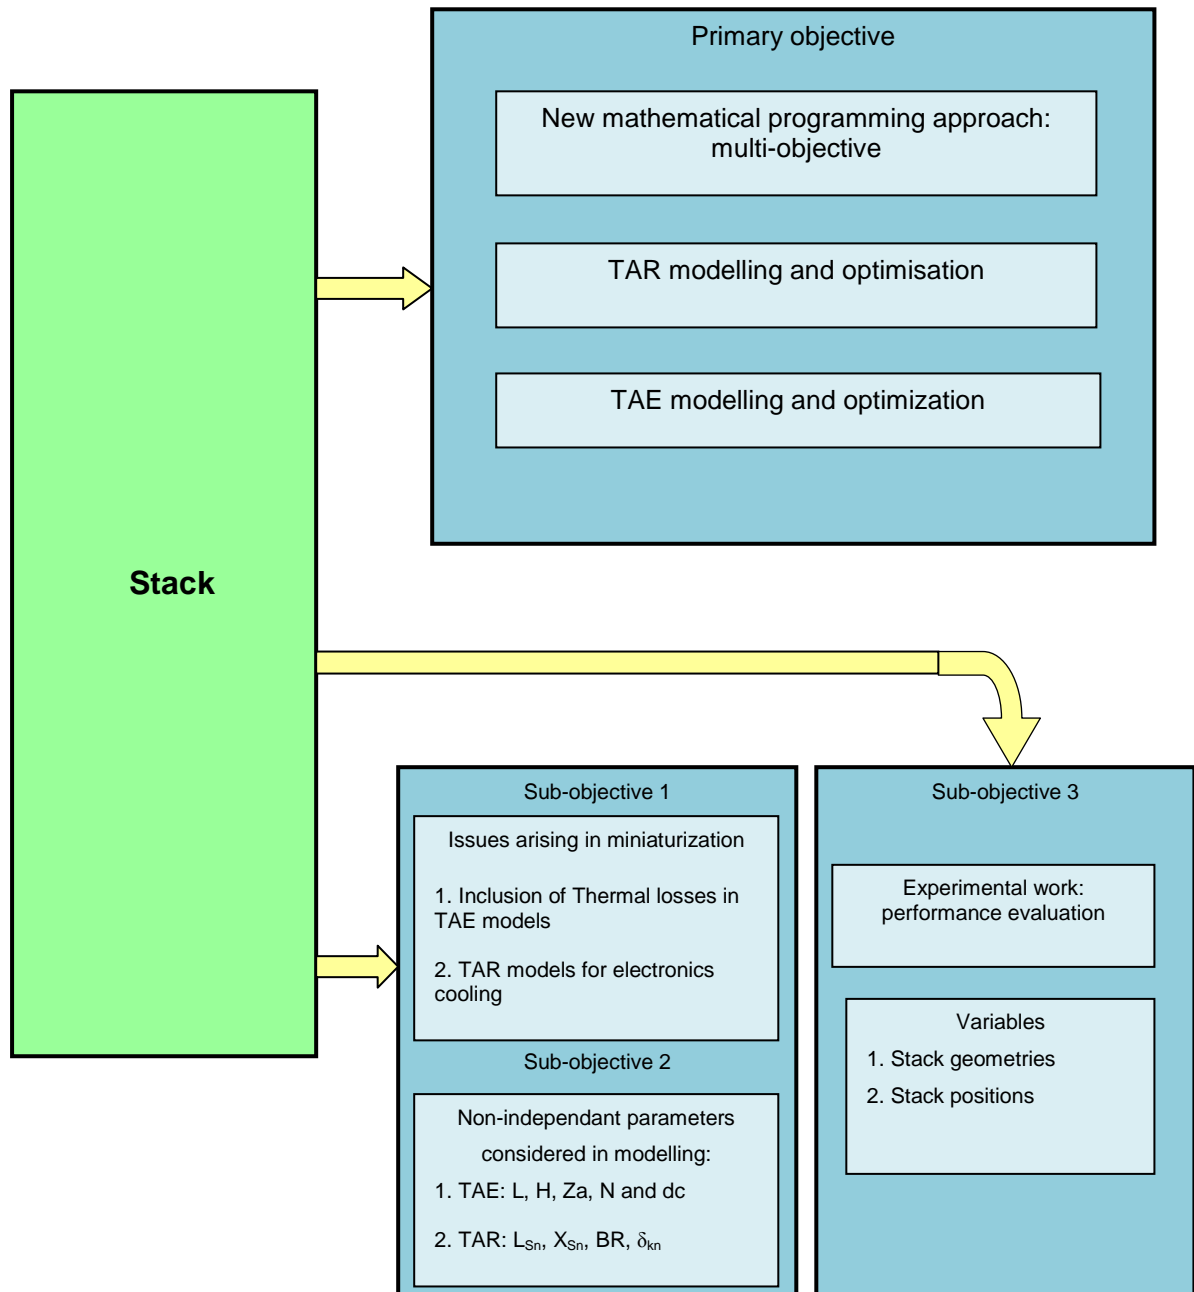 Primary objective
New mathematical programming approach:
multi-objective
TAR modelling and optimisation
TAE modelling and optimization
Stack
Sub-objective 1
Issues arising in miniaturization
1. Inclusion of Thermal losses in
TAE models
2. TAR models for electronics
cooling
Sub-objective 2
Non-independant parameters
considered in modelling:
1. TAE: L, H, Za, N and dc
2. TAR: L_Sn, X_Sn, BR, δ_kn
Sub-objective 3
Experimental work:
performance evaluation
Variables
1. Stack geometries
2. Stack positions